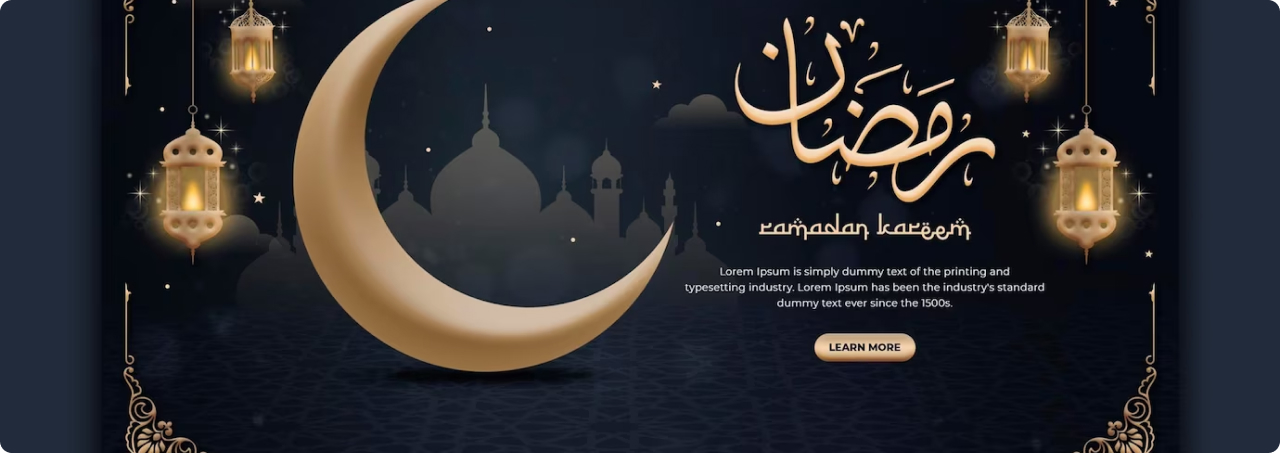 رمضان
ramadan kareem
Lorem Ipsum is simply dummy text of the printing and
typesetting industry. Lorem Ipsum has been the industry's standard
dummy text ever since the 1500s.
LEARN MORE